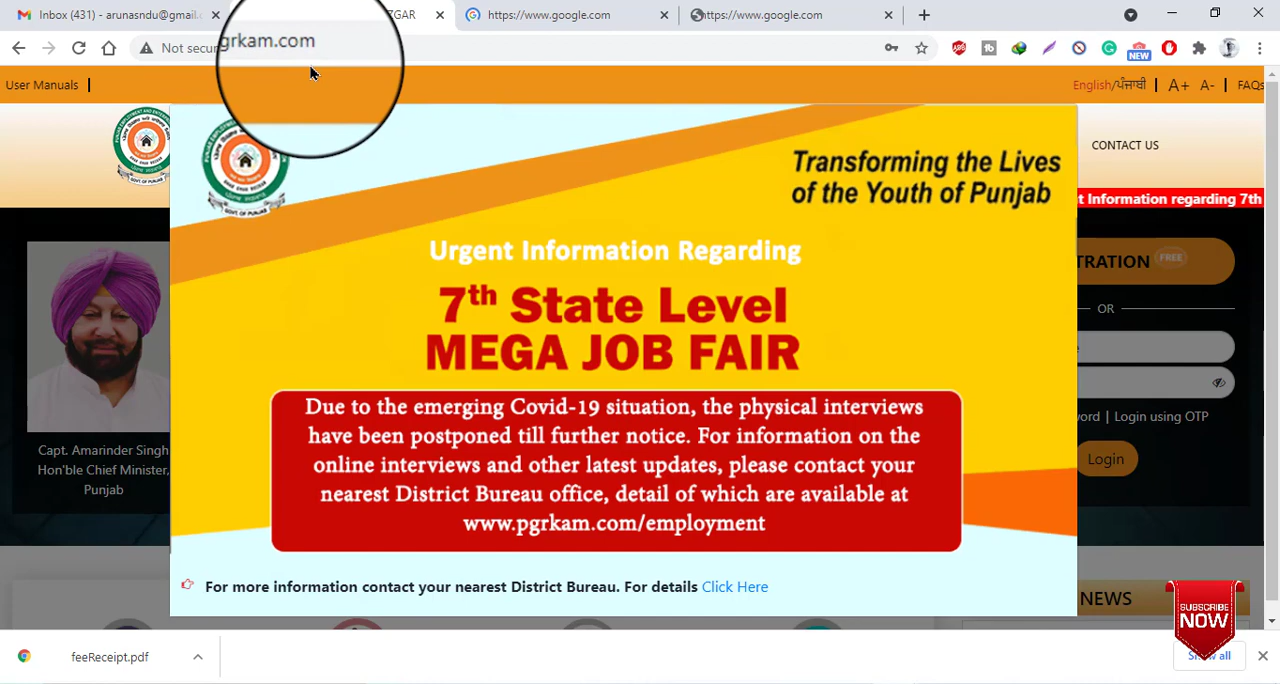 Inbox (431) - arunasndu@gmail.
ZGAR
https://www.google.com
https://www.google.com
Not secu
grkam.com
NEW
User Manuals
English/ਪੰਜਾਬੀ
A+
A-
FAQs
CONTACT US
Transforming the Lives
of the Youth of Punjab
t Information regarding 7th
Urgent Information Regarding
7th State Level
MEGA JOB FAIR
TRATION FREE
OR
Due to the emerging Covid-19 situation, the physical interviews
have been postponed till further notice. For information on the
online interviews and other latest updates, please contact your
nearest District Bureau office, detail of which are available at
www.pgrkam.com/employment
ord | Login using OTP
Login
Capt. Amarinder Singh
Hon'ble Chief Minister,
Punjab
For more information contact your nearest District Bureau. For details Click Here
NEWS
SUBSCRIBE
NOW
feeReceipt.pdf
Show all